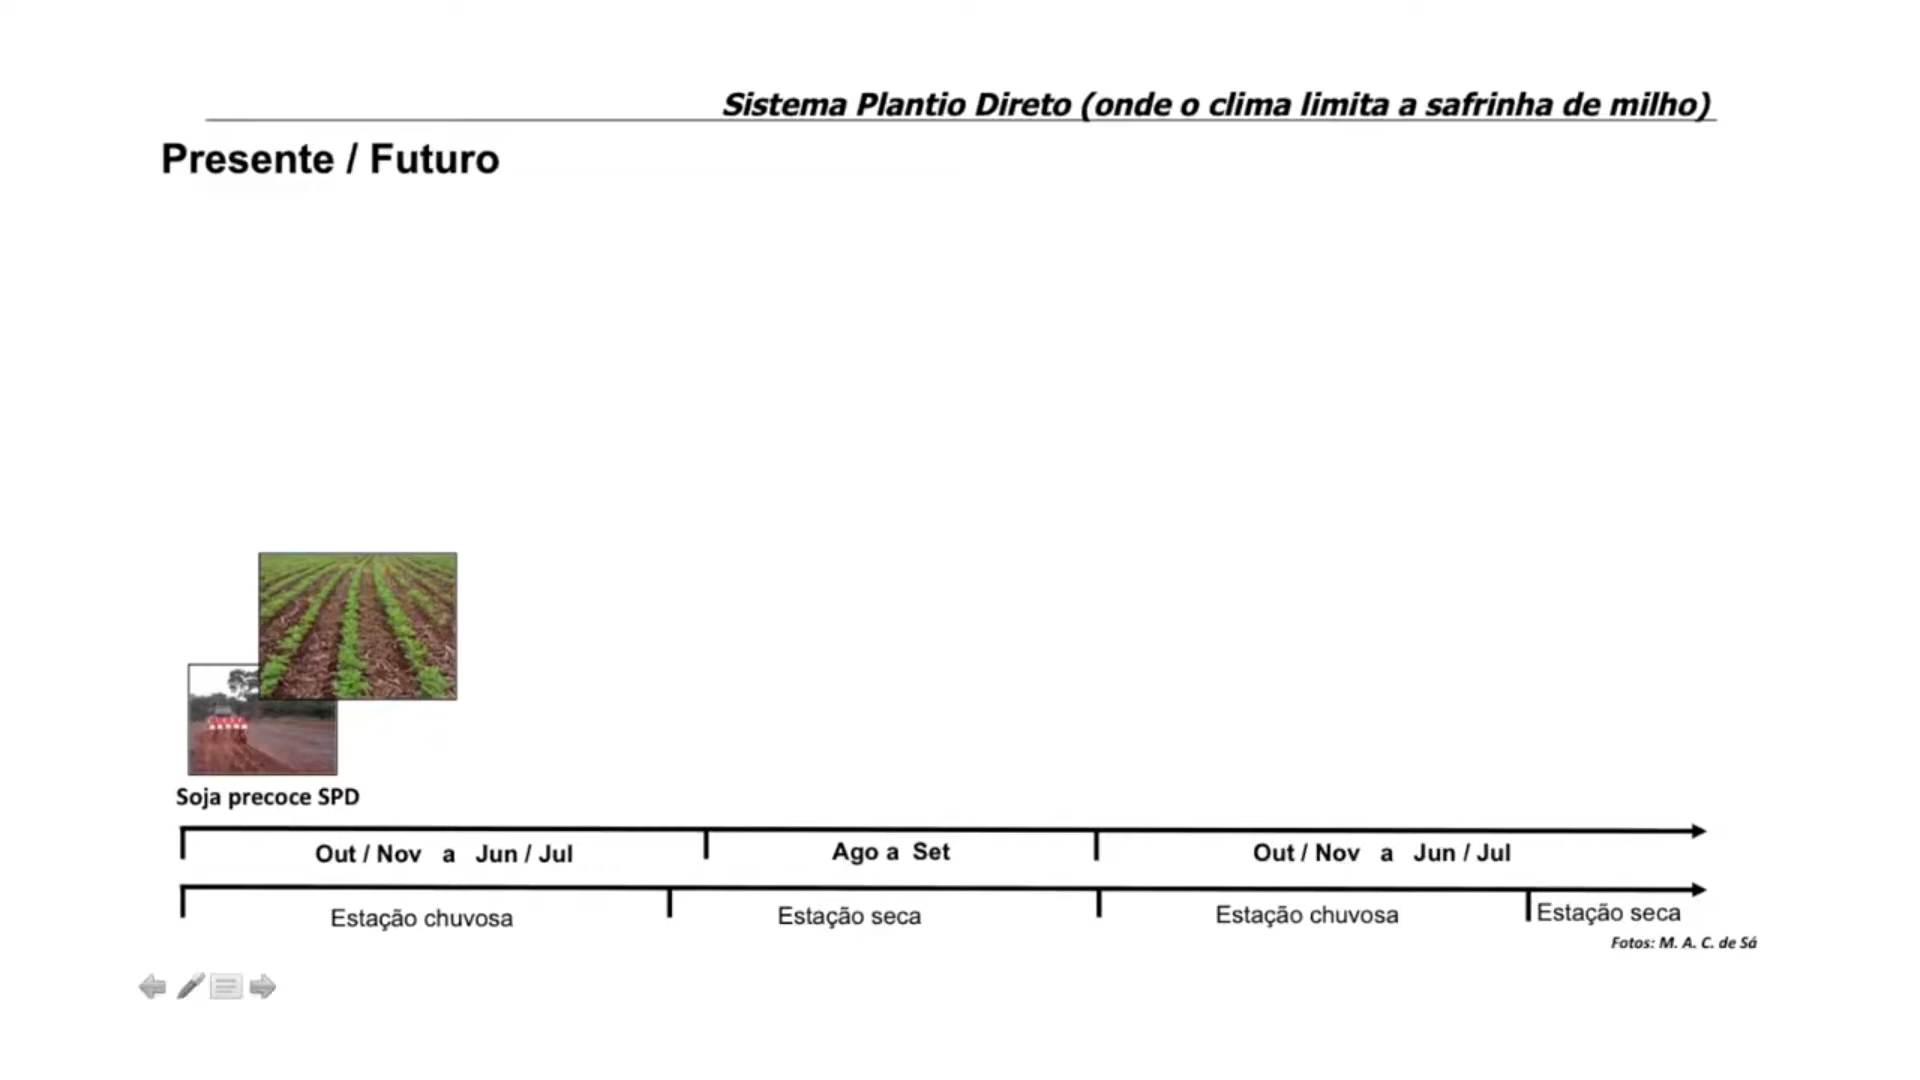 Sistema Plantio Direto (onde o clima limita a safrinha de milho)
Presente / Futuro
Soja precoce SPD
Out / Nov a Jun / Jul
Ago a Set
Out / Nov a Jun / Jul
Estação chuvosa
Estação seca
Estação chuvosa
Estação seca
Fotos: M. A. C. de Sá